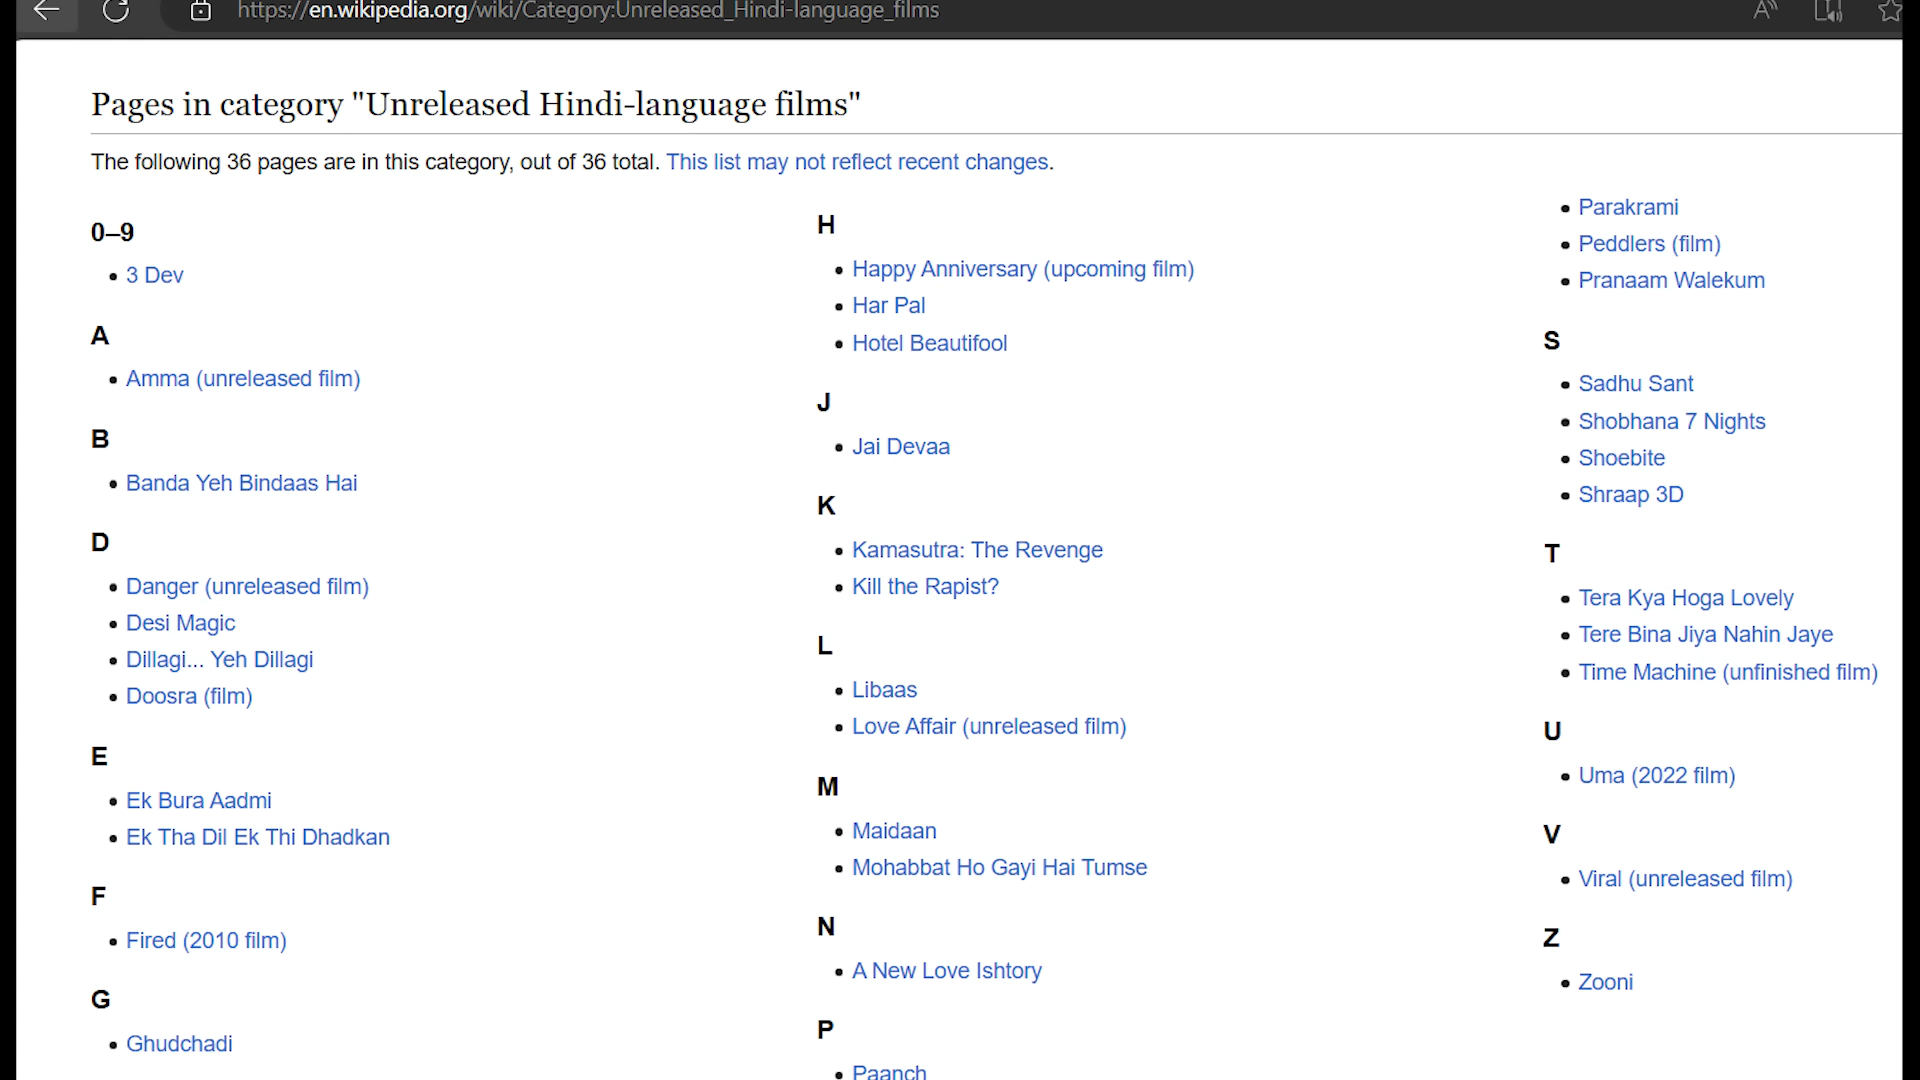 https://en.wikipedia.org/wiki/Category:Unreleased_Hindi-language_films
Pages in category "Unreleased Hindi-language films"
The following 36 pages are in this category, out of 36 total. This list may not reflect recent changes.
0–9
3 Dev
A
Amma (unreleased film)
B
Banda Yeh Bindaas Hai
D
Danger (unreleased film)
Desi Magic
Dillagi... Yeh Dillagi
Doosra (film)
E
Ek Bura Aadmi
Ek Tha Dil Ek Thi Dhadkan
F
Fired (2010 film)
G
Ghudchadi
H
Happy Anniversary (upcoming film)
Har Pal
Hotel Beautifool
J
Jai Devaa
K
Kamasutra: The Revenge
Kill the Rapist?
L
Libaas
Love Affair (unreleased film)
M
Maidaan
Mohabbat Ho Gayi Hai Tumse
N
A New Love Ishtory
P
Paanch
Parakrami
Peddlers (film)
Pranaam Walekum
S
Sadhu Sant
Shobhana 7 Nights
Shoebite
Shraap 3D
T
Tera Kya Hoga Lovely
Tere Bina Jiya Nahin Jaye
Time Machine (unfinished film)
U
Uma (2022 film)
V
Viral (unreleased film)
Z
Zooni